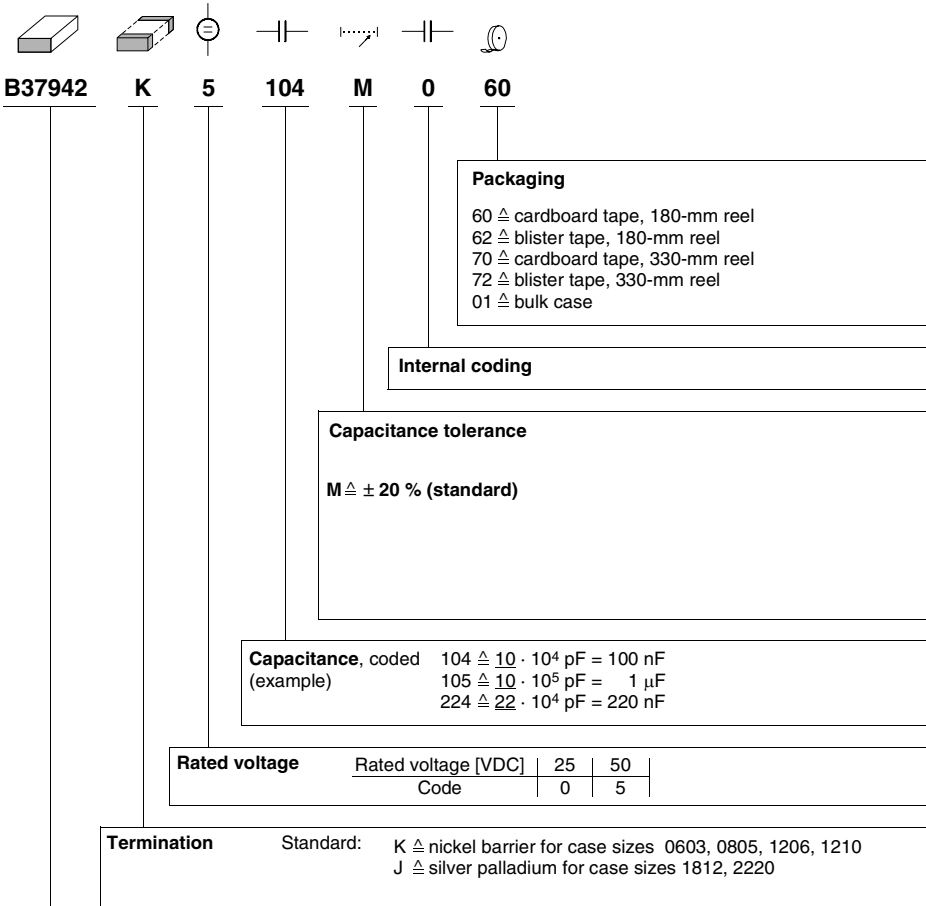 B37942 K 5 104 M 0 60
Packaging
60 ≙ cardboard tape, 180-mm reel
62 ≙ blister tape, 180-mm reel
70 ≙ cardboard tape, 330-mm reel
72 ≙ blister tape, 330-mm reel
01 ≙ bulk case
Internal coding
Capacitance tolerance
M ≙ ± 20 % (standard)
Capacitance, coded 104 ≙ 10 · 10⁴ pF = 100 nF
(example) 105 ≙ 10 · 10⁵ pF = 1 μF
224 ≙ 22 · 10⁴ pF = 220 nF
Rated voltage Rated voltage [VDC] 25 50
Code 0 5
Termination Standard: K ≙ nickel barrier for case sizes 0603, 0805, 1206, 1210
J ≙ silver palladium for case sizes 1812, 2220